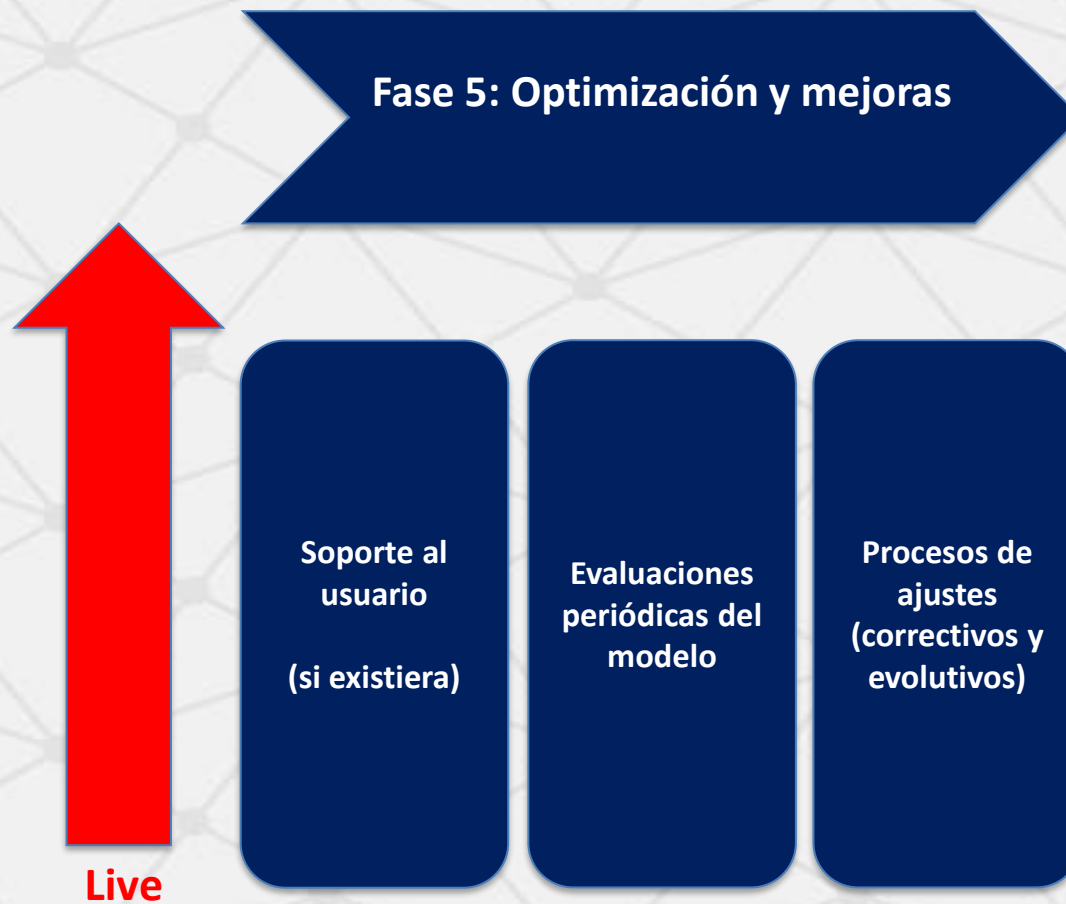 Fase 5: Optimización y mejoras
Soporte al
usuario
(si existiera)
Evaluaciones
periódicas del
modelo
Procesos de
ajustes
(correctivos y
evolutivos)
Live